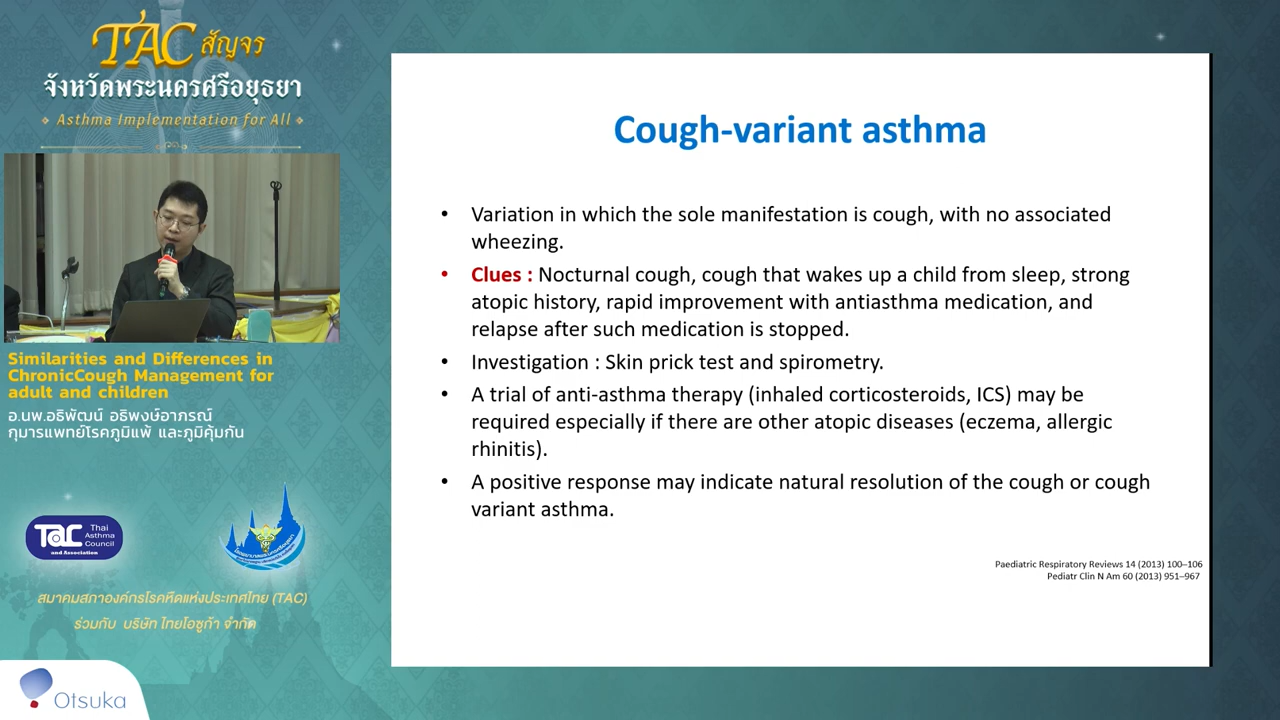 TAC สัญจร
จังหวัดพระนครศรีอยุธยา
Asthma Implementation for All
Similarities and Differences in
ChronicCough Management for
adult and children
อ.นพ.อธิพัฒน์ อธิพงษ์อาภรณ์
กุมารแพทย์โรคภูมิแพ้ และภูมิคุ้มกัน
TAC
Thai
Asthma
Council
and Association
สมาคมสภาองค์กรโรคหืดแห่งประเทศไทย (TAC)
ร่วมกับ บริษัท ไทยโอซูก้า จำกัด
Otsuka
Cough-variant asthma
• Variation in which the sole manifestation is cough, with no associated
wheezing.
• Clues : Nocturnal cough, cough that wakes up a child from sleep, strong
atopic history, rapid improvement with antiasthma medication, and
relapse after such medication is stopped.
• Investigation : Skin prick test and spirometry.
• A trial of anti-asthma therapy (inhaled corticosteroids, ICS) may be
required especially if there are other atopic diseases (eczema, allergic
rhinitis).
• A positive response may indicate natural resolution of the cough or cough
variant asthma.
Paediatric Respiratory Reviews 14 (2013) 100–106
Pediatr Clin N Am 60 (2013) 951–967